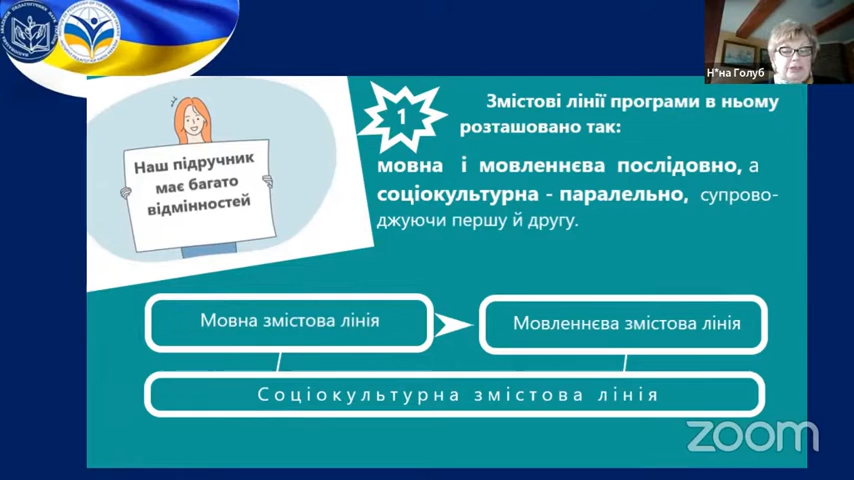 Н*на Голуб
Наш підручник
має багато
відмінностей
1
Змістові лінії програми в ньому
розташовано так:
мовна і мовленнєва послідовно, а
соціокультурна - паралельно, супрово-
джуючи першу й другу.
Мовна змістова лінія
Мовленнєва змістова лінія
Соціокультурна змістова лінія
zoom